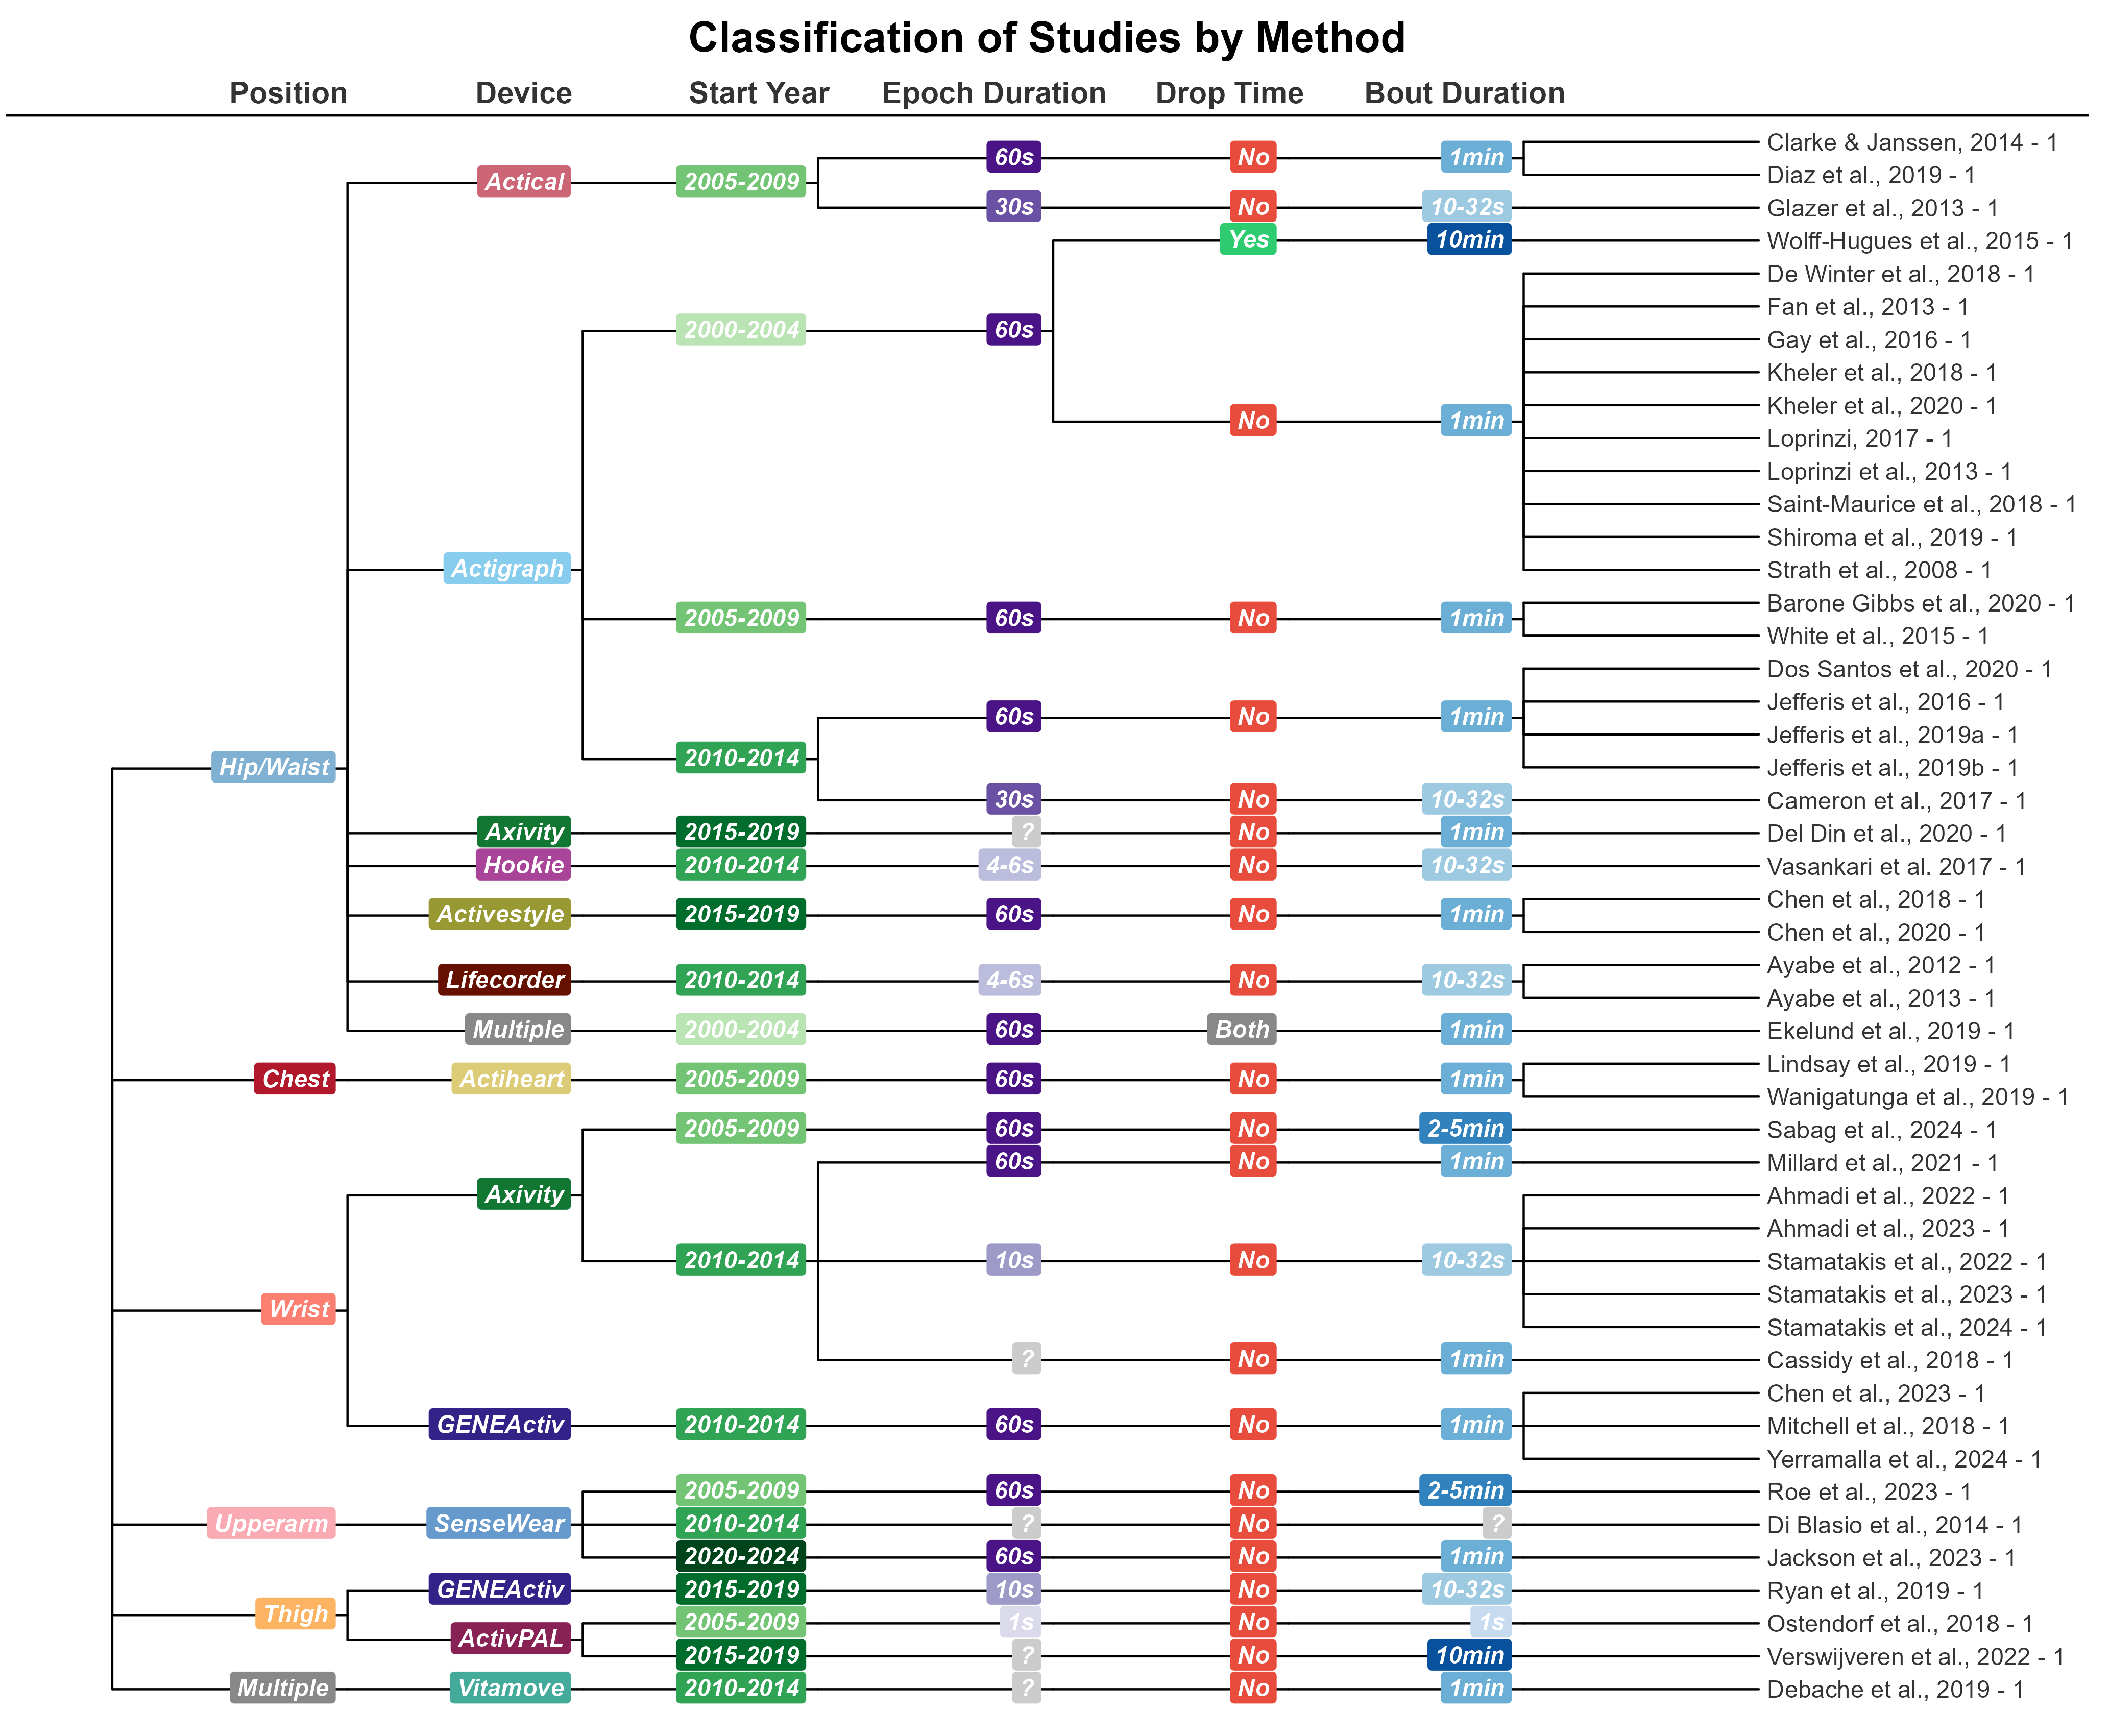 Classification of Studies by Method
Position Device Start Year Epoch Duration Drop Time Bout Duration
Clarke & Janssen, 2014 - 1
Actical 2005-2009 60s No 1min
Diaz et al., 2019 - 1
30s No 10-32s Glazer et al., 2013 - 1
Yes 10min Wolff-Hugues et al., 2015 - 1
De Winter et al., 2018 - 1
Fan et al., 2013 - 1
2000-2004 60s
Gay et al., 2016 - 1
Kheler et al., 2018 - 1
Kheler et al., 2020 - 1
No 1min
Loprinzi, 2017 - 1
Loprinzi et al., 2013 - 1
Saint-Maurice et al., 2018 - 1
Shiroma et al., 2019 - 1
Actigraph
Strath et al., 2008 - 1
Barone Gibbs et al., 2020 - 1
2005-2009 60s No 1min
White et al., 2015 - 1
Dos Santos et al., 2020 - 1
Jefferis et al., 2016 - 1
60s No 1min
Jefferis et al., 2019a - 1
2010-2014
Hip/Waist
Jefferis et al., 2019b - 1
30s No 10-32s Cameron et al., 2017 - 1
Axivity 2015-2019 ? No 1min Del Din et al., 2020 - 1
Hookie 2010-2014 4-6s No 10-32s Vasankari et al. 2017 - 1
Chen et al., 2018 - 1
Activestyle 2015-2019 60s No 1min
Chen et al., 2020 - 1
Ayabe et al., 2012 - 1
Lifecorder 2010-2014 4-6s No 10-32s
Ayabe et al., 2013 - 1
Multiple 2000-2004 60s Both 1min Ekelund et al., 2019 - 1
Lindsay et al., 2019 - 1
Chest Actiheart 2005-2009 60s No 1min
Wanigatunga et al., 2019 - 1
2005-2009 60s No 2-5min Sabag et al., 2024 - 1
60s No 1min Millard et al., 2021 - 1
Axivity
Ahmadi et al., 2022 - 1
Ahmadi et al., 2023 - 1
2010-2014 10s No 10-32s Stamatakis et al., 2022 - 1
Stamatakis et al., 2023 - 1
Wrist
Stamatakis et al., 2024 - 1
? No 1min Cassidy et al., 2018 - 1
Chen et al., 2023 - 1
GENEActiv 2010-2014 60s No 1min Mitchell et al., 2018 - 1
Yerramalla et al., 2024 - 1
2005-2009 60s No 2-5min Roe et al., 2023 - 1
Upperarm SenseWear 2010-2014 ? No ? Di Blasio et al., 2014 - 1
2020-2024 60s No 1min Jackson et al., 2023 - 1
GENEActiv 2015-2019 10s No 10-32s Ryan et al., 2019 - 1
Thigh
2005-2009 1s No 1s Ostendorf et al., 2018 - 1
ActivPAL
2015-2019 ? No 10min Verswijveren et al., 2022 - 1
Multiple Vitamove 2010-2014 ? No 1min Debache et al., 2019 - 1